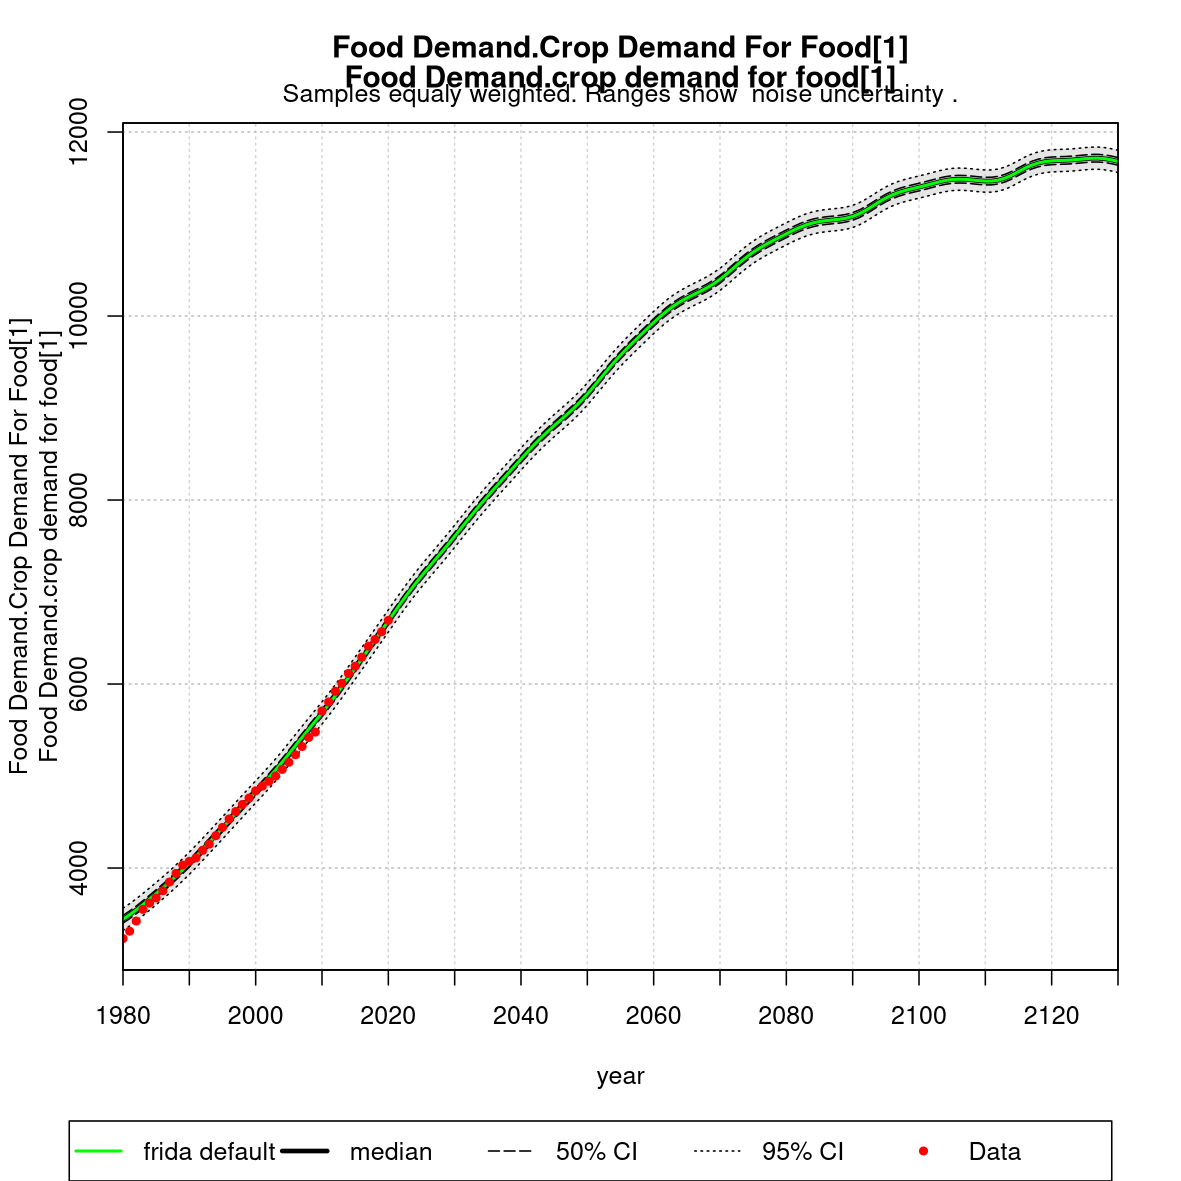 Food Demand.Crop Demand For Food[1]
Food Demand.crop demand for food[1]
Samples equaly weighted. Ranges show  noise uncertainty .
Food Demand.Crop Demand For Food[1]
Food Demand.crop demand for food[1]
12000
10000
8000
6000
4000
1980 2000 2020 2040 2060 2080 2100 2120
year
frida default median 50% CI 95% CI Data